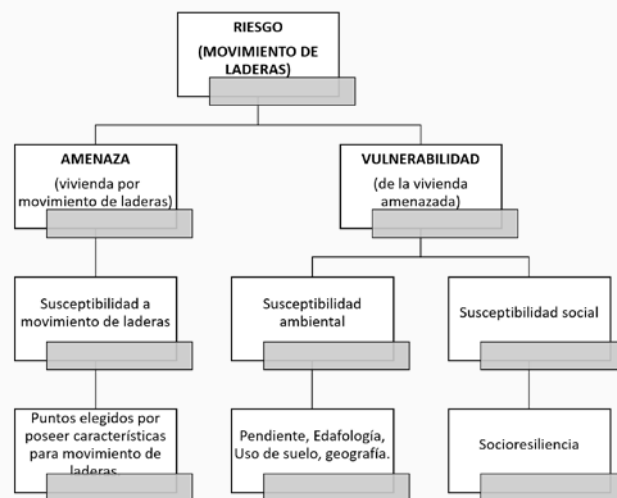 RIESGO
(MOVIMIENTO DE
LADERAS)
AMENAZA
(vivienda por
movimiento de laderas)
VULNERABILIDAD
(de la vivienda
amenazada)
Susceptibilidad a
movimiento de laderas
Susceptibilidad
ambiental
Susceptibilidad social
Puntos elegidos por
poseer características
para movimiento de
laderas
Pendiente, Edafología,
Uso de suelo, geografía.
Socioresiliencia